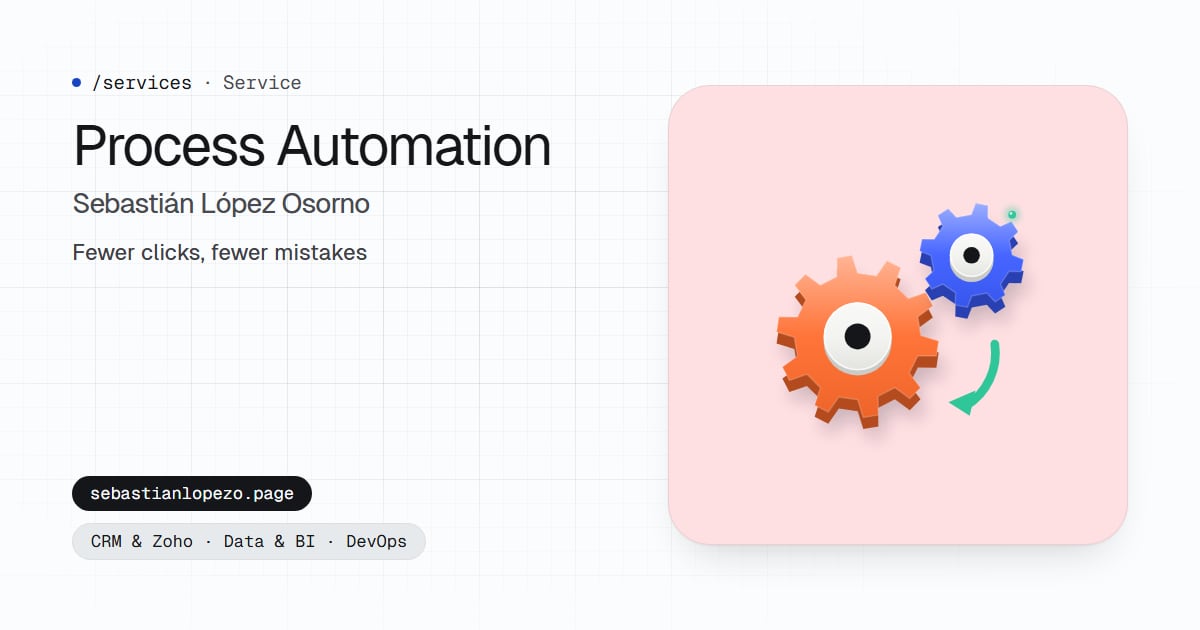 /services · Service
Process Automation
Sebastián López Osorno
Fewer clicks, fewer mistakes
sebastianlopezo.page
CRM & Zoho · Data & BI · DevOps